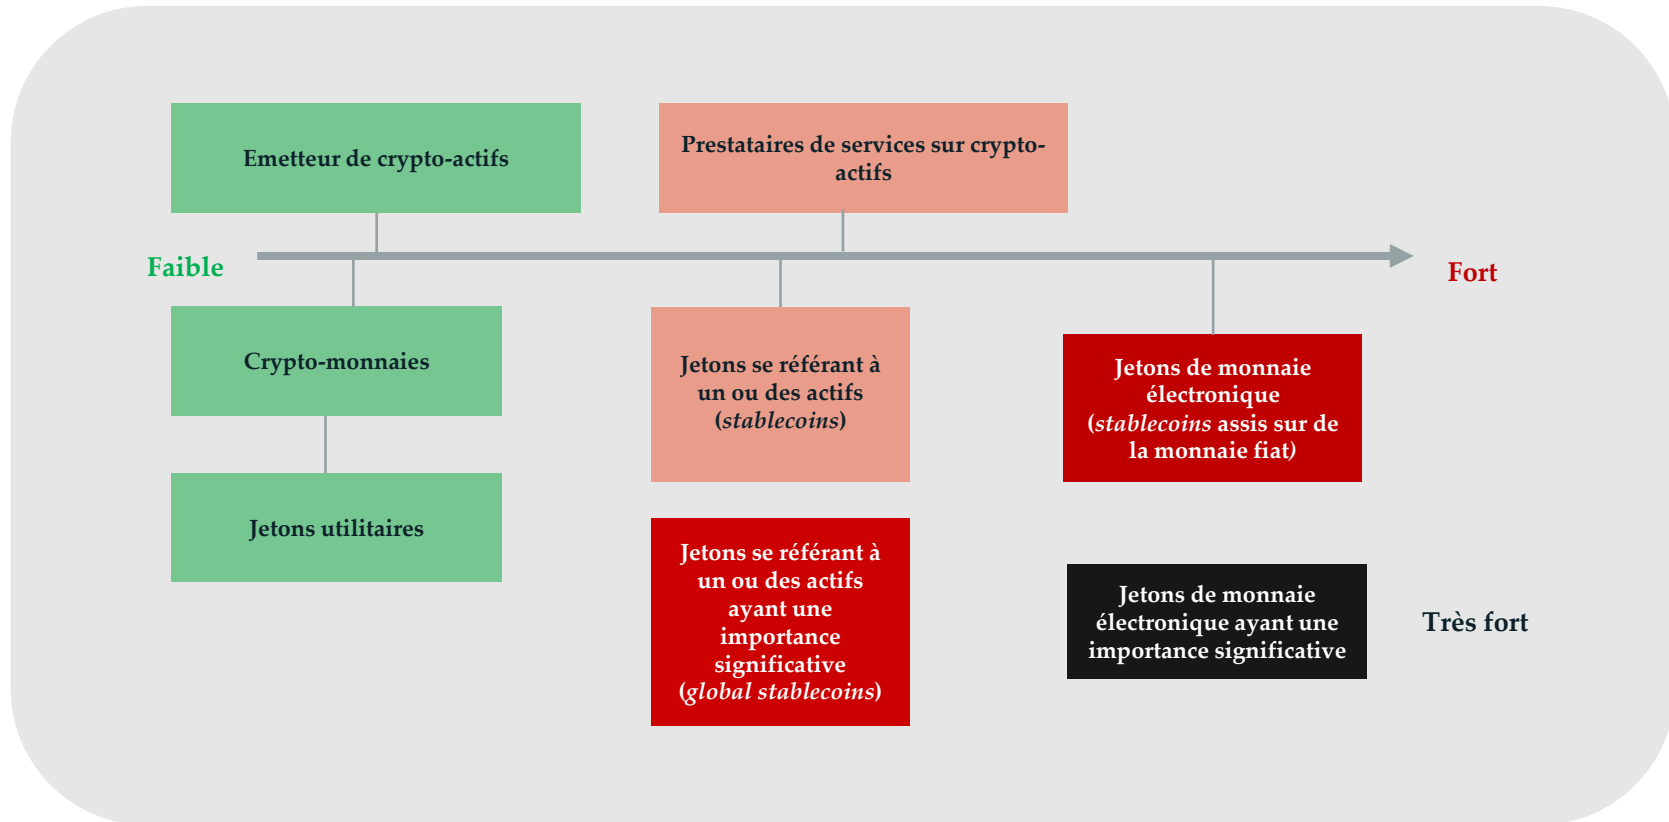 Emetteur de crypto-actifs
Prestataires de services sur crypto-
actifs
Faible
Fort
Crypto-monnaies
Jetons se référant à
un ou des actifs
(stablecoins)
Jetons de monnaie
électronique
(stablecoins assis sur de
la monnaie fiat)
Jetons utilitaires
Jetons se référant à
un ou des actifs
ayant une
importance
significative
(global stablecoins)
Jetons de monnaie
électronique ayant une
importance significative
Très fort